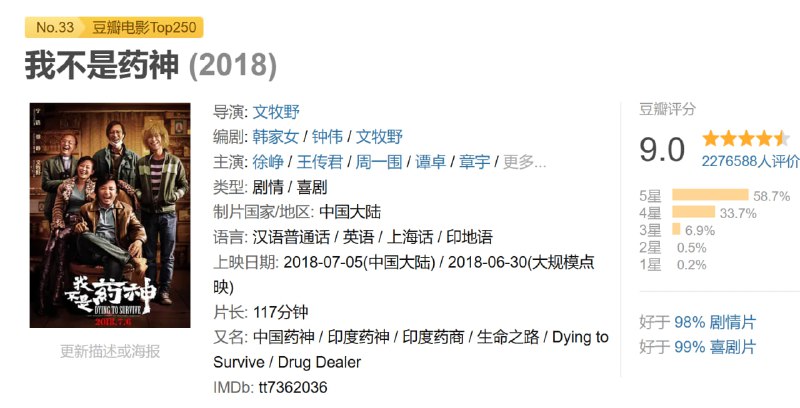 No.33 豆瓣电影Top250
我不是药神 (2018)
我不是药神
DYING TO SURVIVE
2018.7.6
更新描述或海报
导演: 文牧野
编剧: 韩家女 / 钟伟 / 文牧野
主演: 徐峥 / 王传君 / 周一围 / 谭卓 / 章宇 / 更多...
类型: 剧情 / 喜剧
制片国家/地区: 中国大陆
语言: 汉语普通话 / 英语 / 上海话 / 印地语
上映日期: 2018-07-05(中国大陆) / 2018-06-30(大规模点
映)
片长: 117分钟
又名: 中国药神 / 印度药神 / 印度药商 / 生命之路 / Dying to
Survive / Drug Dealer
IMDb: tt7362036
豆瓣评分
9.0
2276588人评价
5星 58.7%
4星 33.7%
3星 6.9%
2星 0.5%
1星 0.2%
好于 98% 剧情片
好于 99% 喜剧片